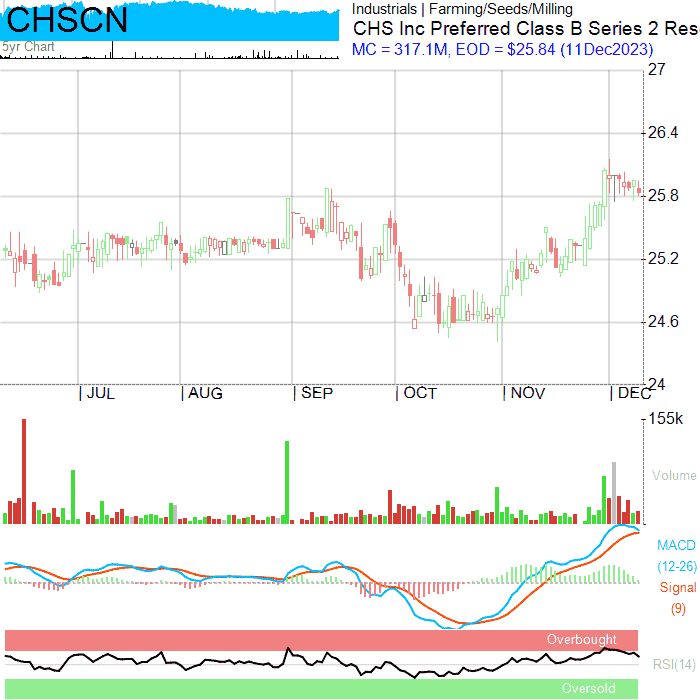 CHSCN
5yr Chart
Industrials | Farming/Seeds/Milling
CHS Inc Preferred Class B Series 2 Res
MC = 317.1M, EOD = $25.84 (11Dec2023)
27
26.4
25.8
25.2
24.6
24
| JUL | AUG | SEP | OCT | NOV | DEC
155k
Volume
MACD
(12-26)
Signal
(9)
Overbought
RSI(14)
Oversold